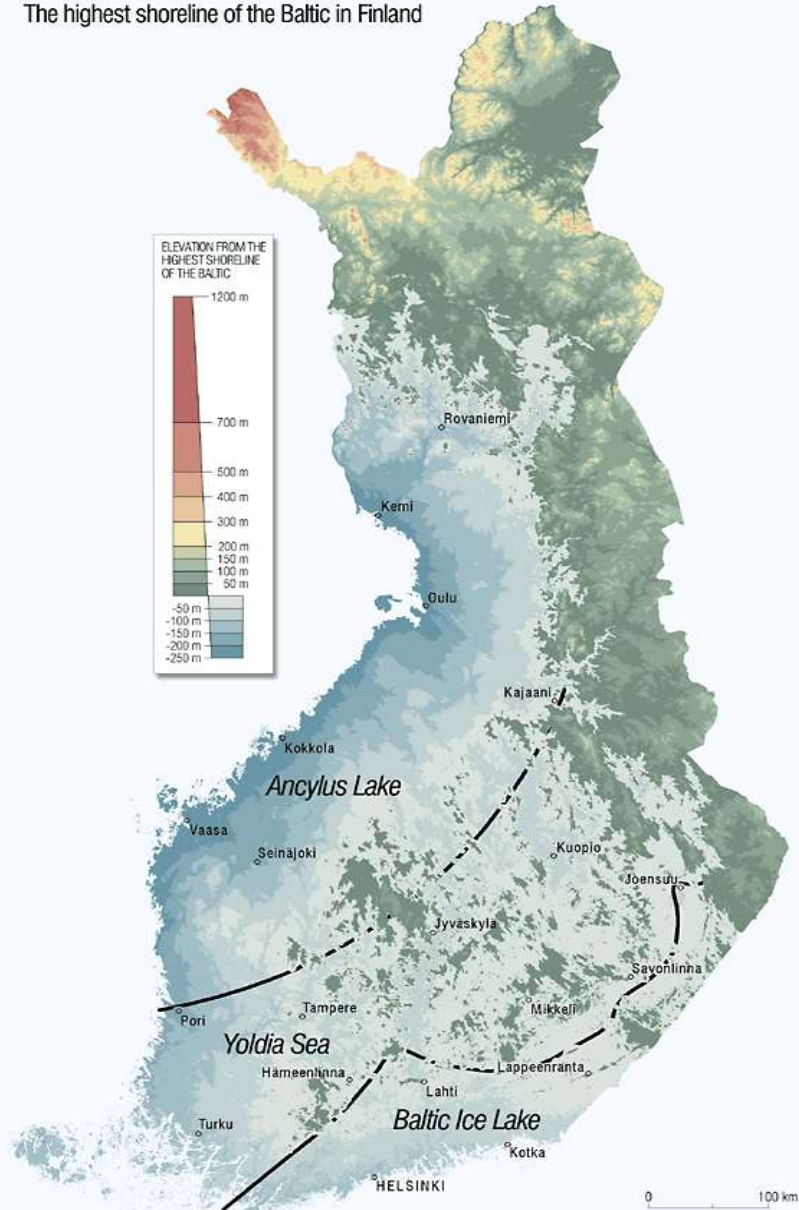 The highest shoreline of the Baltic in Finland
ELEVATION FROM THE
HIGHEST SHORELINE
OF THE BALTIC
1200 m
700 m
500 m
400 m
300 m
200 m
150 m
100 m
50 m
-50 m
-100 m
-150 m
-200 m
-250 m
Rovaniemi
Kemi
Oulu
Kajaani
Kokkola
Ancylus Lake
Vaasa
Seinäjoki
Kuopio
Joensuu
Jyväskylä
Savonlinna
Tampere
Mikkeli
Pori
Yoldia Sea
Hämeenlinna
Lappeenranta
Lahti
Baltic Ice Lake
Turku
Kotka
HELSINKI
0 100 km